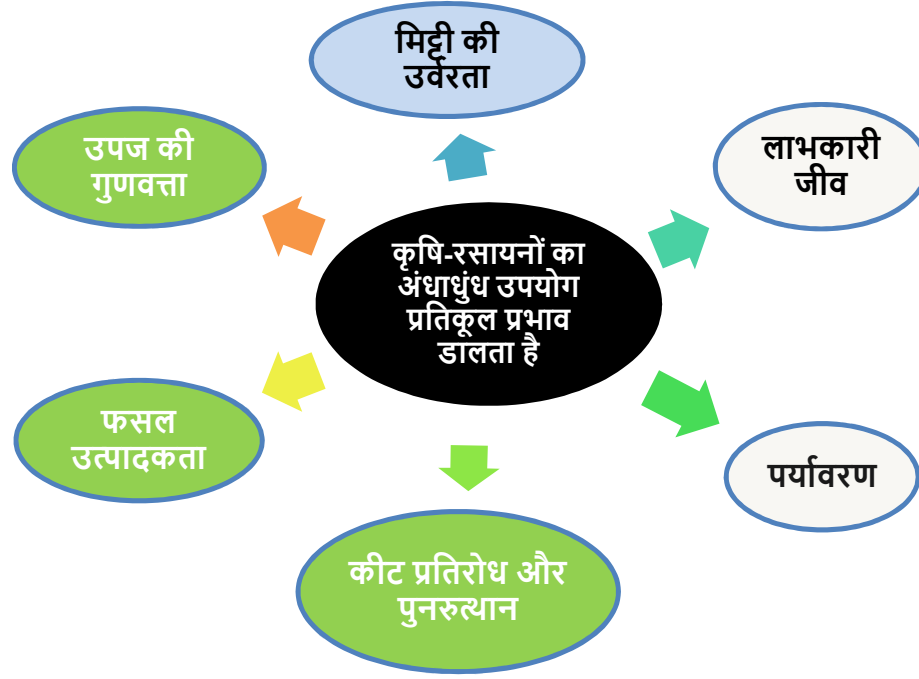 मिट्टी की
उर्वरता
उपज की
गुणवत्ता
लाभकारी
जीव
कृषि-रसायनों का
अंधाधुंध उपयोग
प्रतिकूल प्रभाव
डालता है
फसल
उत्पादकता
पर्यावरण
कीट प्रतिरोध और
पुनरुत्थान